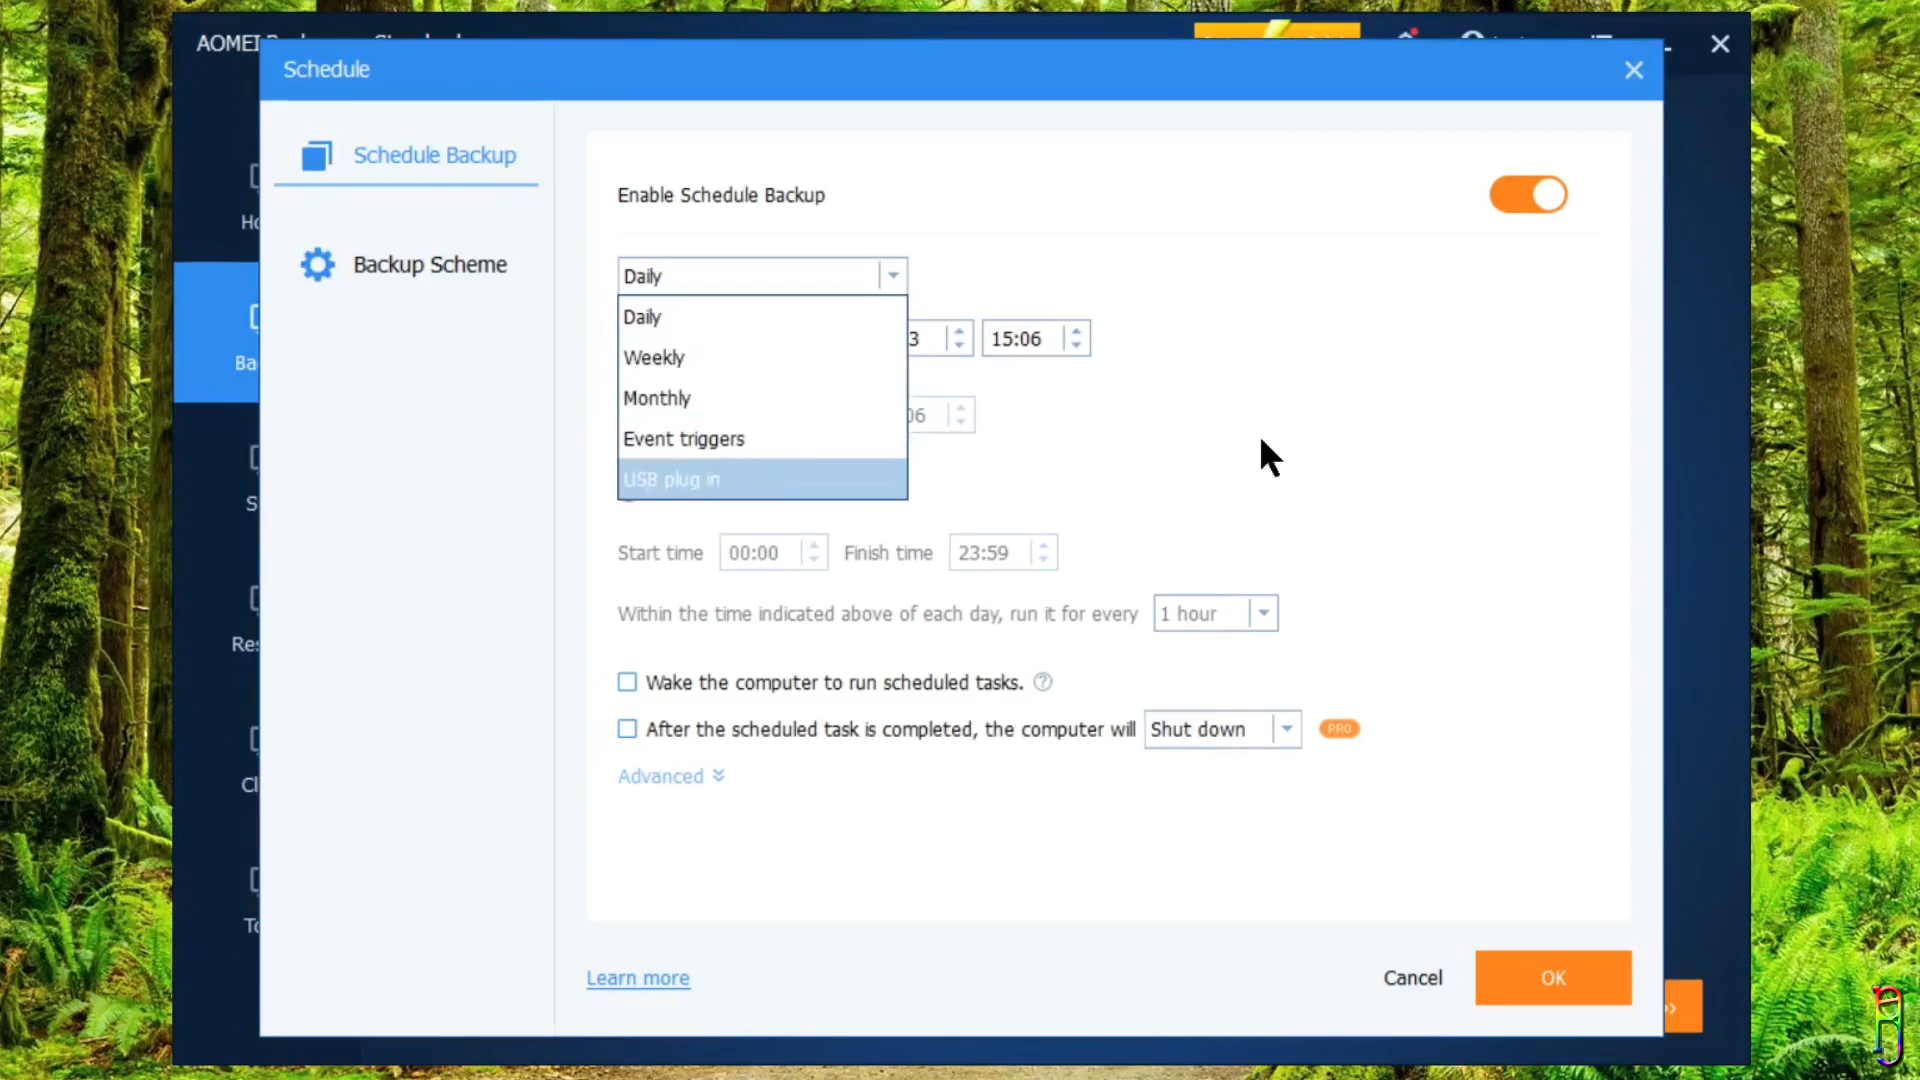 AOMEI
Schedule
Schedule Backup
Backup Scheme
Enable Schedule Backup
Daily
Daily
3
15:06
Weekly
Monthly
06
Event triggers
USB plug in
Start time 00:00 Finish time 23:59
Within the time indicated above of each day, run it for every 1 hour
Wake the computer to run scheduled tasks. ?
After the scheduled task is completed, the computer will Shut down PRO
Advanced
Learn more
Cancel
OK